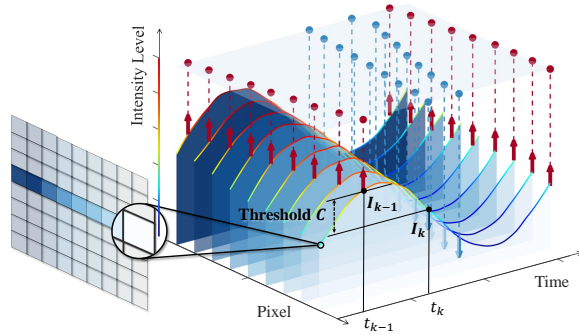 Intensity Level
Threshold C
I_{k-1}
I_k
Time
Pixel
t_{k-1}
t_k